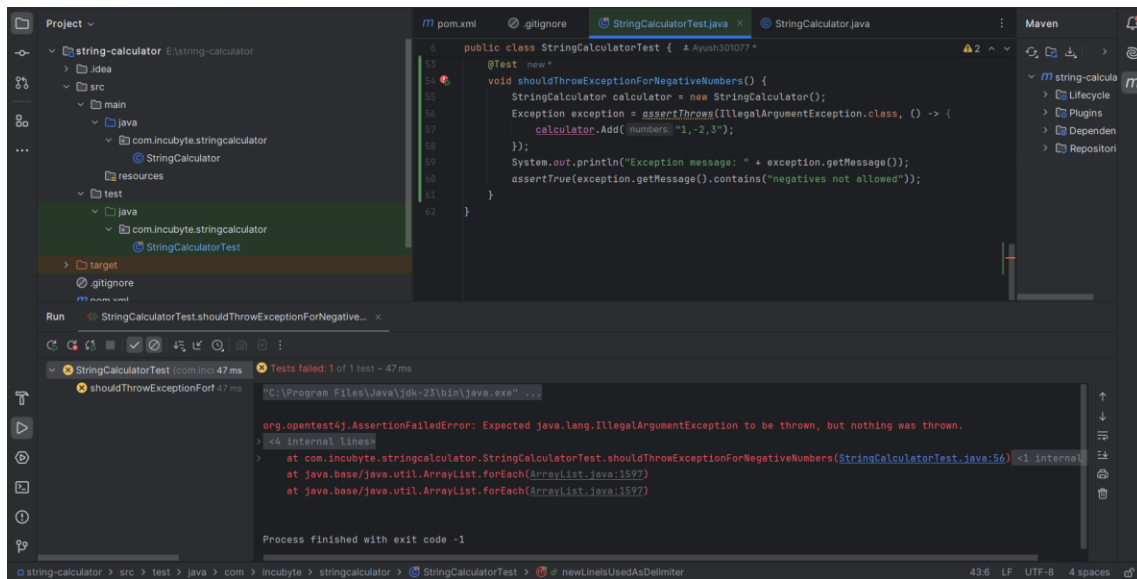 Project
pom.xml
.gitignore
StringCalculatorTest.java
StringCalculator.java
Maven
string-calculator E:\string-calculator
.idea
src
main
java
com.incubyte.stringcalculator
StringCalculator
resources
test
java
com.incubyte.stringcalculator
StringCalculatorTest
target
.gitignore
pom.xml
6 public class StringCalculatorTest { Ayush301077 *
2
53 @Test new *
54 void shouldThrowExceptionForNegativeNumbers() {
55 StringCalculator calculator = new StringCalculator();
56 Exception exception = assertThrows(IllegalArgumentException.class, () -> {
57 calculator.Add( numbers: "1,-2,3");
58 });
59 System.out.println("Exception message: " + exception.getMessage());
60 assertTrue(exception.getMessage().contains("negatives not allowed"));
61 }
62 }
string-calcula
Lifecycle
Plugins
Dependen
Repositori
Run StringCalculatorTest.shouldThrowExceptionForNegative...
StringCalculatorTest (com.inci 47 ms
shouldThrowExceptionForN 47 ms
Tests failed: 1 of 1 test – 47 ms
"C:\Program Files\Java\jdk-23\bin\java.exe" ...
org.opentest4j.AssertionFailedError: Expected java.lang.IllegalArgumentException to be thrown, but nothing was thrown.
<4 internal lines>
at com.incubyte.stringcalculator.StringCalculatorTest.shouldThrowExceptionForNegativeNumbers(StringCalculatorTest.java:56) <1 internal
at java.base/java.util.ArrayList.forEach(ArrayList.java:1597)
at java.base/java.util.ArrayList.forEach(ArrayList.java:1597)
Process finished with exit code -1
string-calculator > src > test > java > com > incubyte > stringcalculator > StringCalculatorTest > newLineIsUsedAsDelimiter
43:6 LF UTF-8 4 spaces